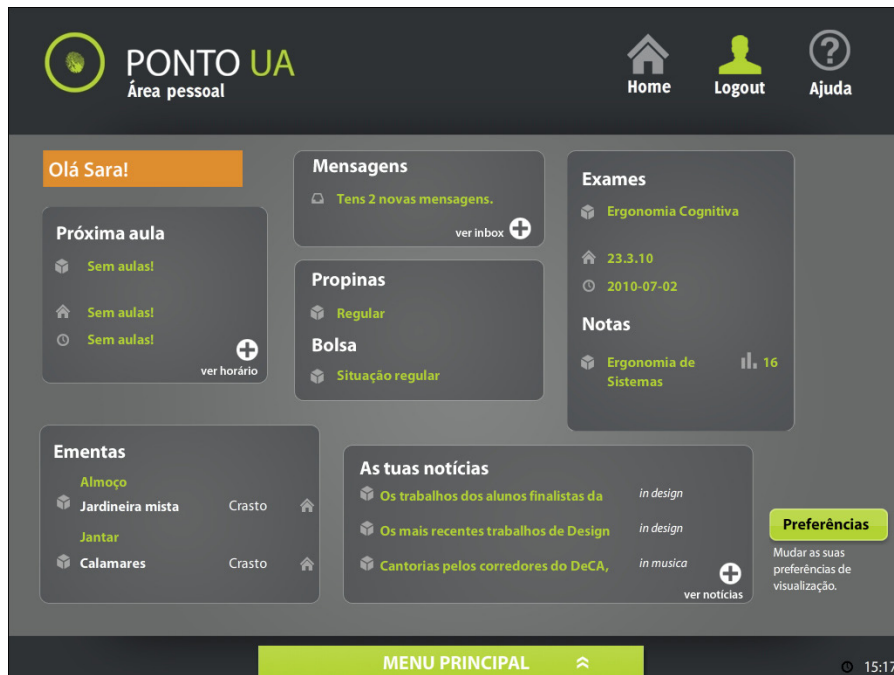 PONTO UA
Área pessoal
Home
Logout
Ajuda
Olá Sara!
Próxima aula
Sem aulas!
Sem aulas!
Sem aulas!
ver horário
Mensagens
Tens 2 novas mensagens.
ver inbox
Propinas
Regular
Bolsa
Situação regular
Exames
Ergonomia Cognitiva
23.3.10
2010-07-02
Notas
Ergonomia de 16
Sistemas
Ementas
Almoço
Jardineira mista Crasto
Jantar
Calamares Crasto
As tuas notícias
Os trabalhos dos alunos finalistas da in design
Os mais recentes trabalhos de Design in design
Cantorias pelos corredores do DeCA, in musica
ver notícias
Preferências
Mudar as suas
preferências de
visualização.
MENU PRINCIPAL
15:17